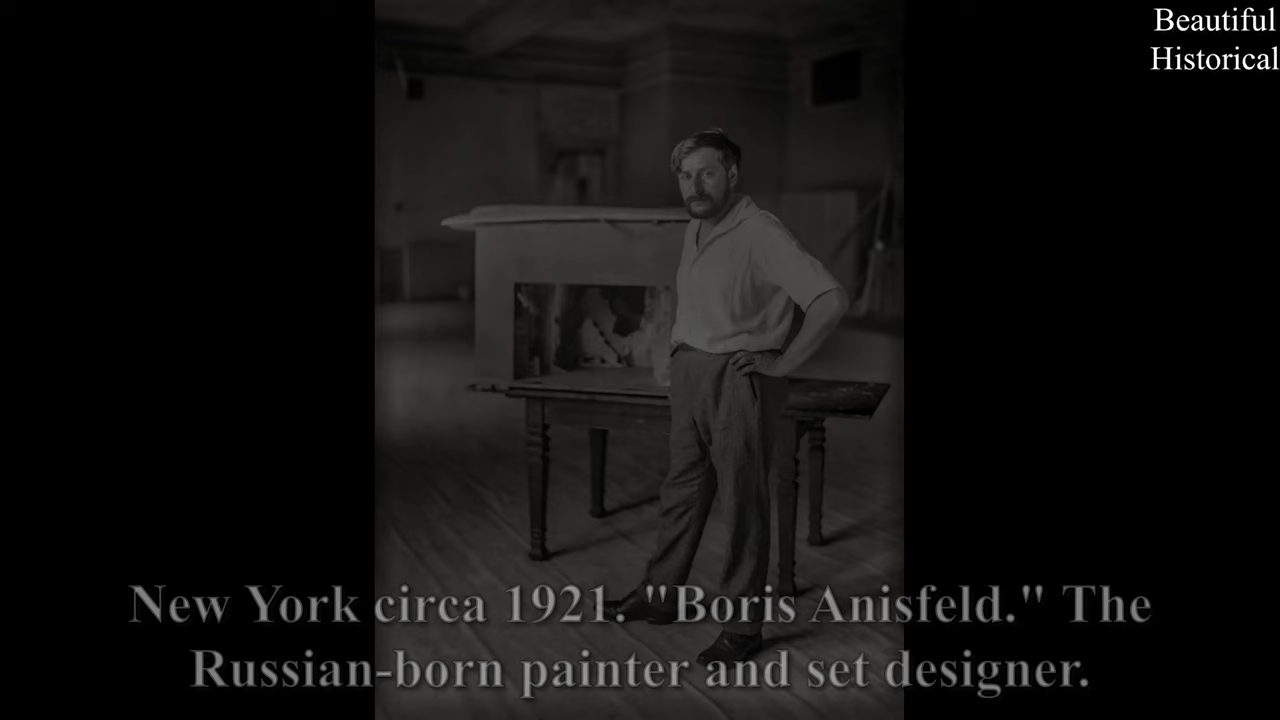 Beautiful
Historical
New York circa 1921. "Boris Anisfeld." The
Russian-born painter and set designer.